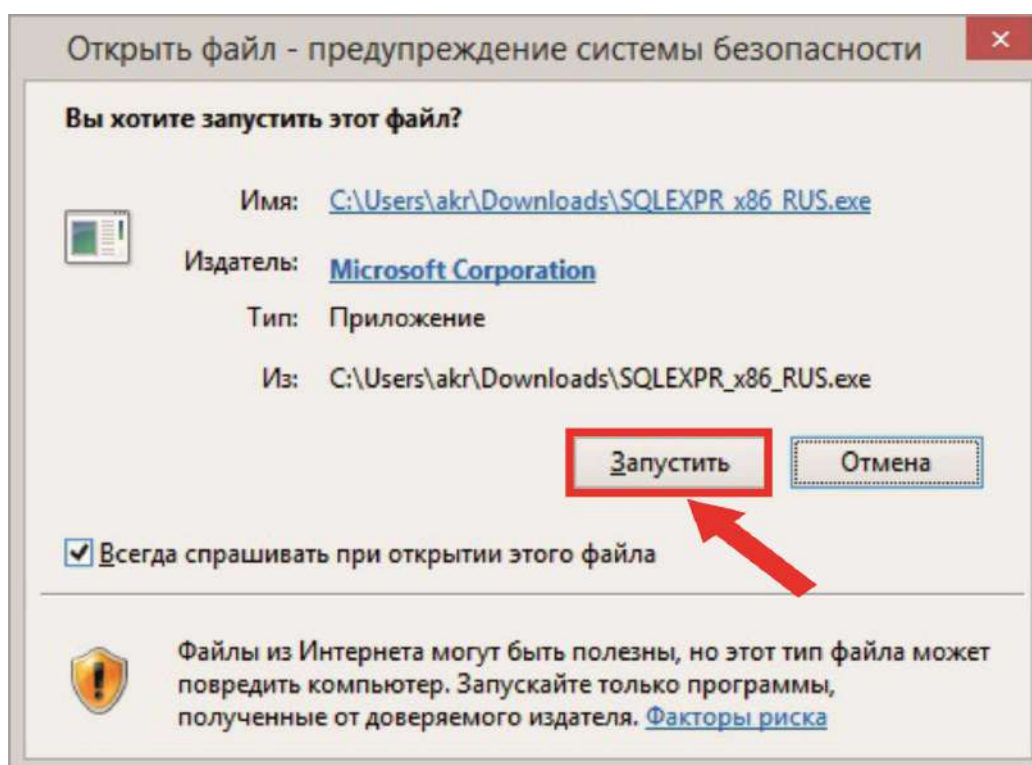 Открыть файл - предупреждение системы безопасности
Вы хотите запустить этот файл?
Имя: C:\Users\akr\Downloads\SQLEXPR_x86_RUS.exe
Издатель: Microsoft Corporation
Тип: Приложение
Из: C:\Users\akr\Downloads\SQLEXPR_x86_RUS.exe
Запустить Отмена
Всегда спрашивать при открытии этого файла
Файлы из Интернета могут быть полезны, но этот тип файла может
повредить компьютер. Запускайте только программы,
полученные от доверяемого издателя. Факторы риска